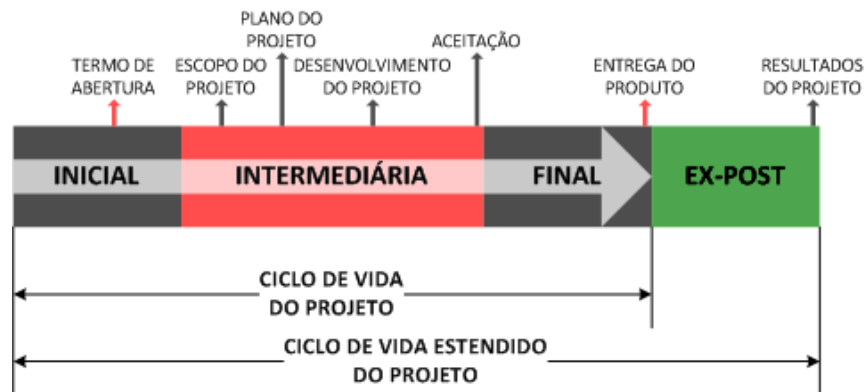 PLANO DO
PROJETO
ACEITAÇÃO
TERMO DE
ABERTURA
ESCOPO DO
PROJETO
DESENVOLVIMENTO
DO PROJETO
ENTREGA DO
PRODUTO
RESULTADOS
DO PROJETO
INICIAL
INTERMEDIÁRIA
FINAL
EX-POST
CICLO DE VIDA
DO PROJETO
CICLO DE VIDA ESTENDIDO
DO PROJETO